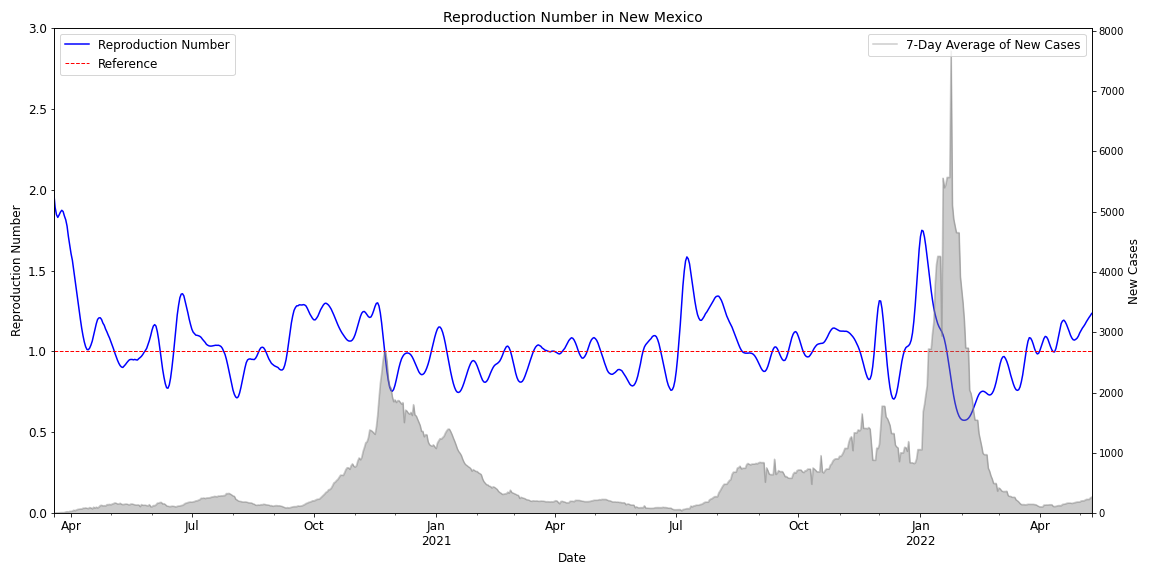 Reproduction Number in New Mexico
Reproduction Number
Reference
7-Day Average of New Cases
3.0
2.5
2.0
1.5
1.0
0.5
0.0
Reproduction Number
8000
7000
6000
5000
4000
3000
2000
1000
0
New Cases
Apr Jul Oct Jan Apr Jul Oct Jan Apr
2021 2022
Date